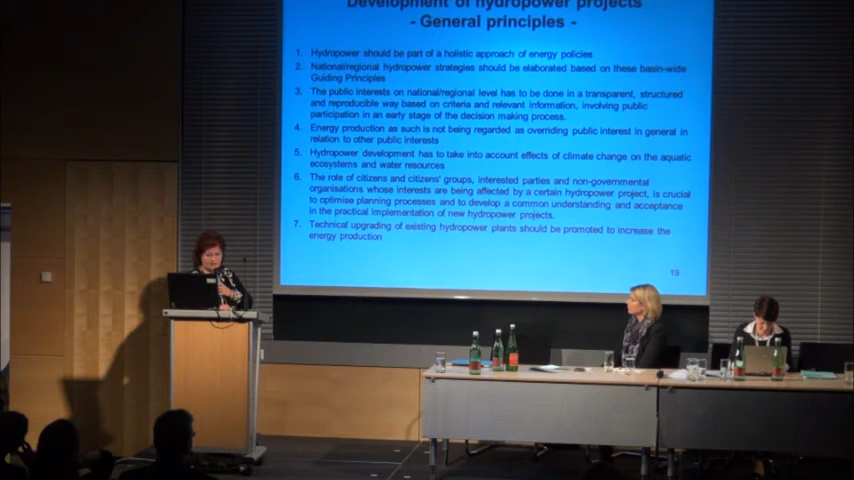 Development of hydropower projects
- General principles -
1. Hydropower should be part of a holistic approach of energy policies
2. National/regional hydropower strategies should be elaborated based on these basin-wide
Guiding Principles
3. The public interests on national/regional level has to be done in a transparent, structured
and reproducible way based on criteria and relevant information, involving public
participation in an early stage of the decision making process.
4. Energy production as such is not being regarded as overriding public interest in general in
relation to other public interests
5. Hydropower development has to take into account effects of climate change on the aquatic
ecosystems and water resources
6. The role of citizens and citizens' groups, interested parties and non-governmental
organisations whose interests are being affected by a certain hydropower project, is crucial
to optimise planning processes and to develop a common understanding and acceptance
in the practical implementation of new hydropower projects.
7. Technical upgrading of existing hydropower plants should be promoted to increase the
energy production
19